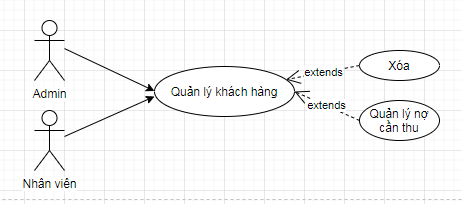 Admin
Nhân viên
Quản lý khách hàng
extends
extends
Xóa
Quản lý nợ
cần thu